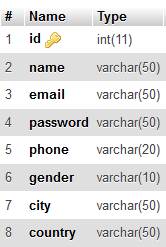 # Name Type
1 id int(11)
2 name varchar(50)
3 email varchar(50)
4 password varchar(50)
5 phone varchar(20)
6 gender varchar(10)
7 city varchar(50)
8 country varchar(50)